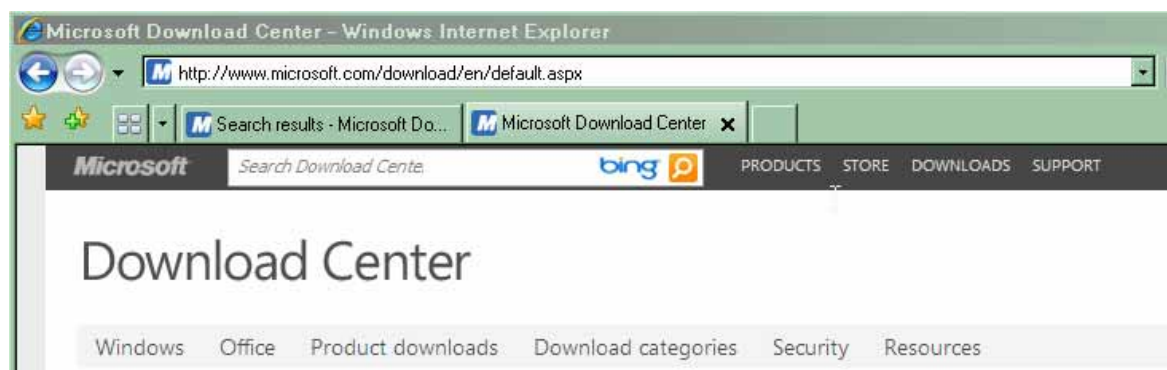 Microsoft Download Center - Windows Internet Explorer
http://www.microsoft.com/download/en/default.aspx
Search results - Microsoft Do... Microsoft Download Center
Microsoft Search Download Cente bing PRODUCTS STORE DOWNLOADS SUPPORT
Download Center
Windows Office Product downloads Download categories Security Resources